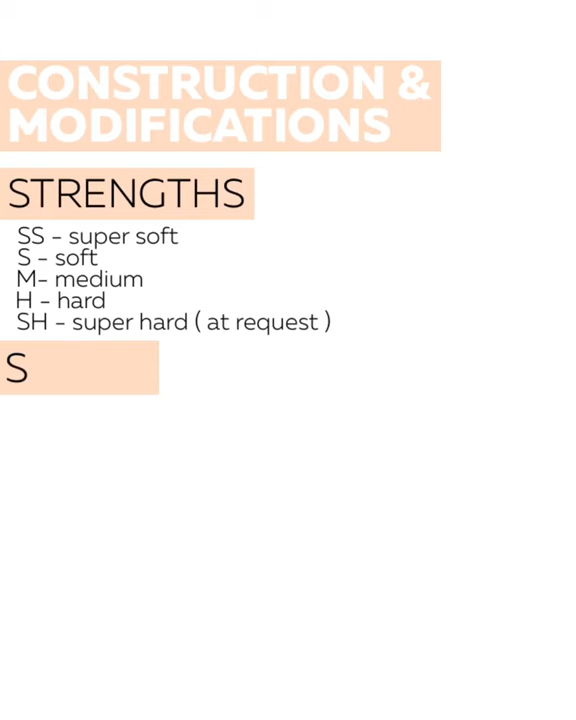 CONSTRUCTION &
MODIFICATIONS
STRENGTHS
SS - super soft
S - soft
M- medium
H - hard
SH - super hard ( at request )
S